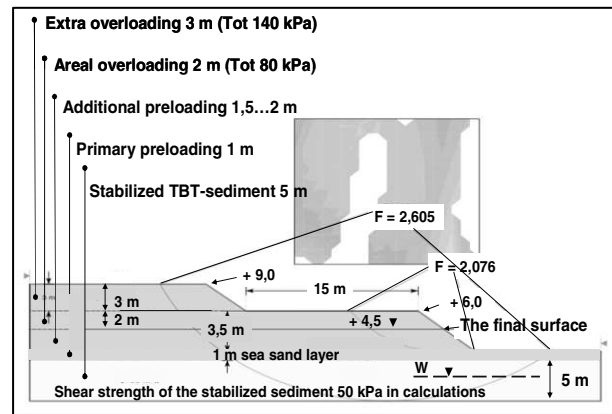 Extra overloading 3 m (Tot 140 kPa)
Areal overloading 2 m (Tot 80 kPa)
Additional preloading 1,5...2 m
Primary preloading 1 m
Stabilized TBT-sediment 5 m
F = 2,605
F = 2,076
+ 9,0
15 m
+ 6,0
3 m
2 m
+ 4,5
The final surface
3,5 m
1 m sea sand layer
W
5 m
Shear strength of the stabilized sediment 50 kPa in calculations